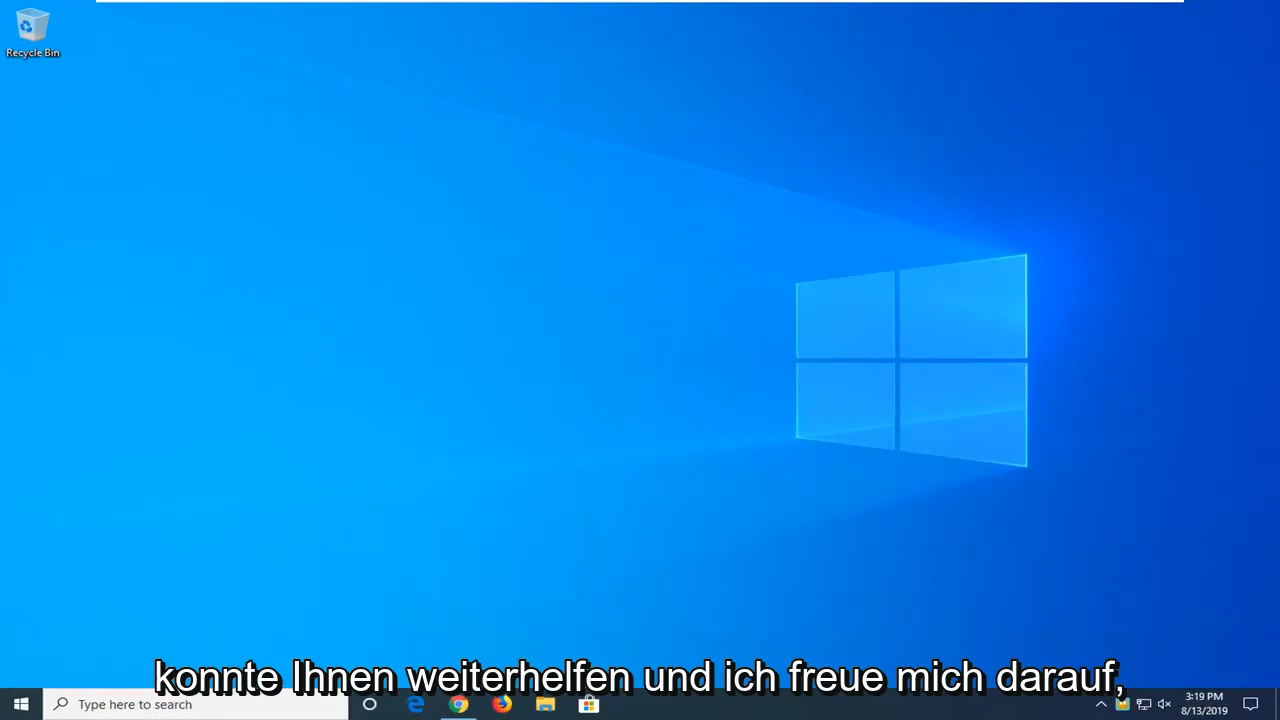 Recycle Bin
konnte Ihnen weiterhelfen und ich freue mich darauf,
Type here to search
3:19 PM
8/13/2019